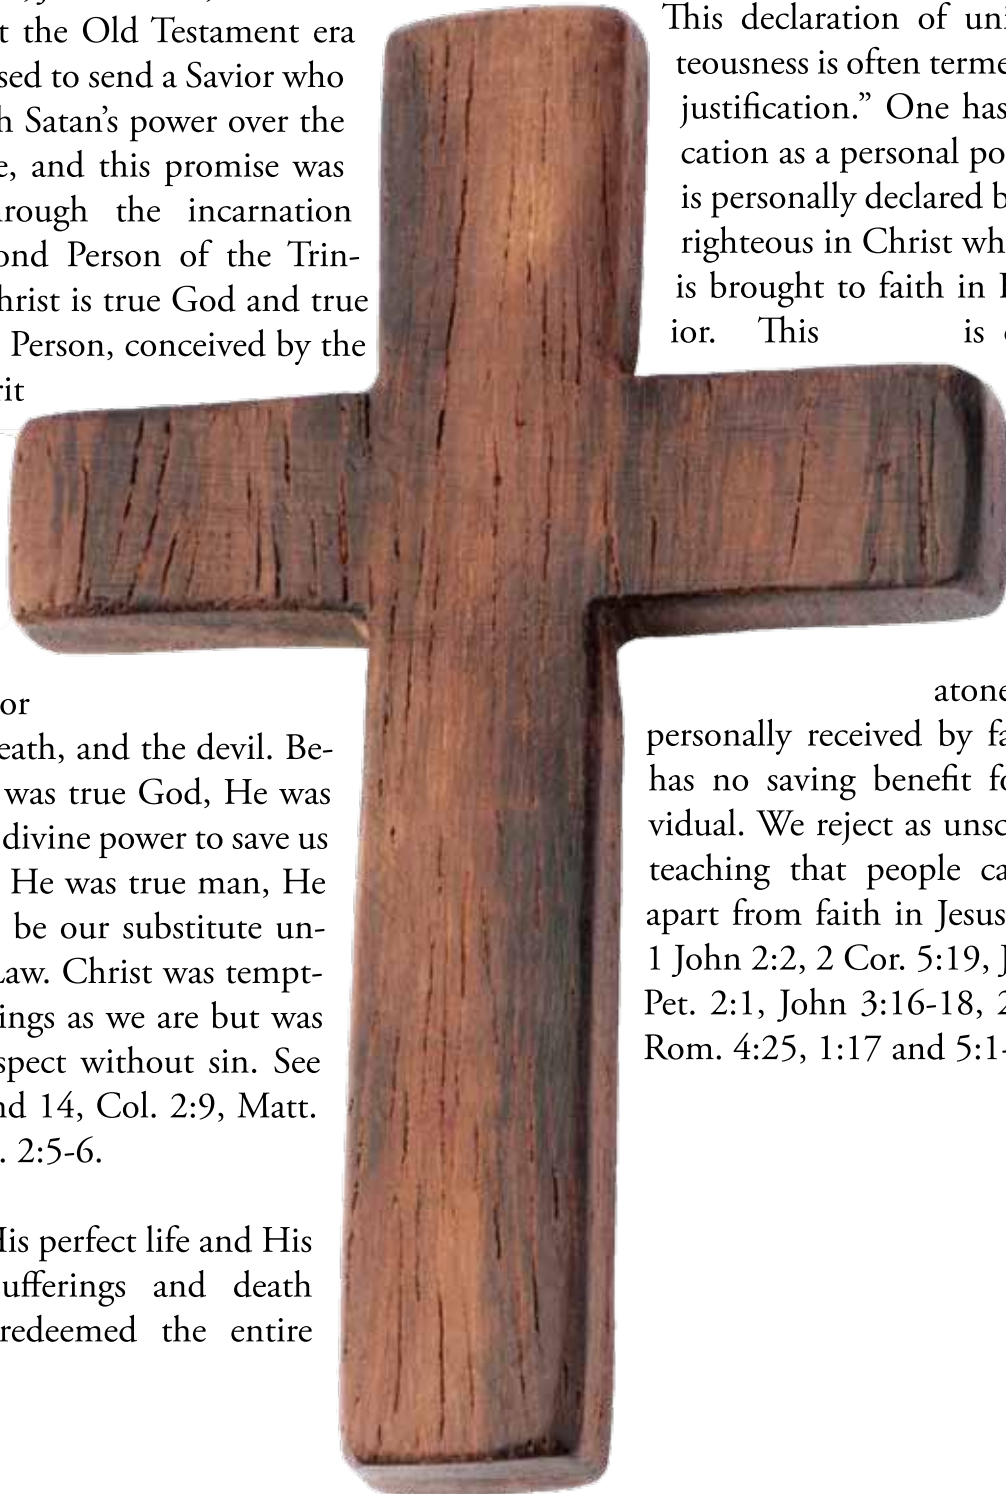 t the Old Testament era
sed to send a Savior who
h Satan’s power over the
e, and this promise was
rough the incarnation
ond Person of the Trin-
hrist is true God and true
Person, conceived by the
rit
or
eath, and the devil. Be-
was true God, He was
divine power to save us
He was true man, He
be our substitute un-
Law. Christ was tempt-
ings as we are but was
spect without sin. See
nd 14, Col. 2:9, Matt.
. 2:5-6.
His perfect life and His
ufferings and death
redeemed the entire
This declaration of uni
teousness is often terme
justification.” One has
cation as a personal po
is personally declared b
righteous in Christ wh
is brought to faith in
ior. This is
atone
personally received by fa
has no saving benefit fo
vidual. We reject as unsc
teaching that people ca
apart from faith in Jesus
1 John 2:2, 2 Cor. 5:19, J
Pet. 2:1, John 3:16-18, 2
Rom. 4:25, 1:17 and 5:1-